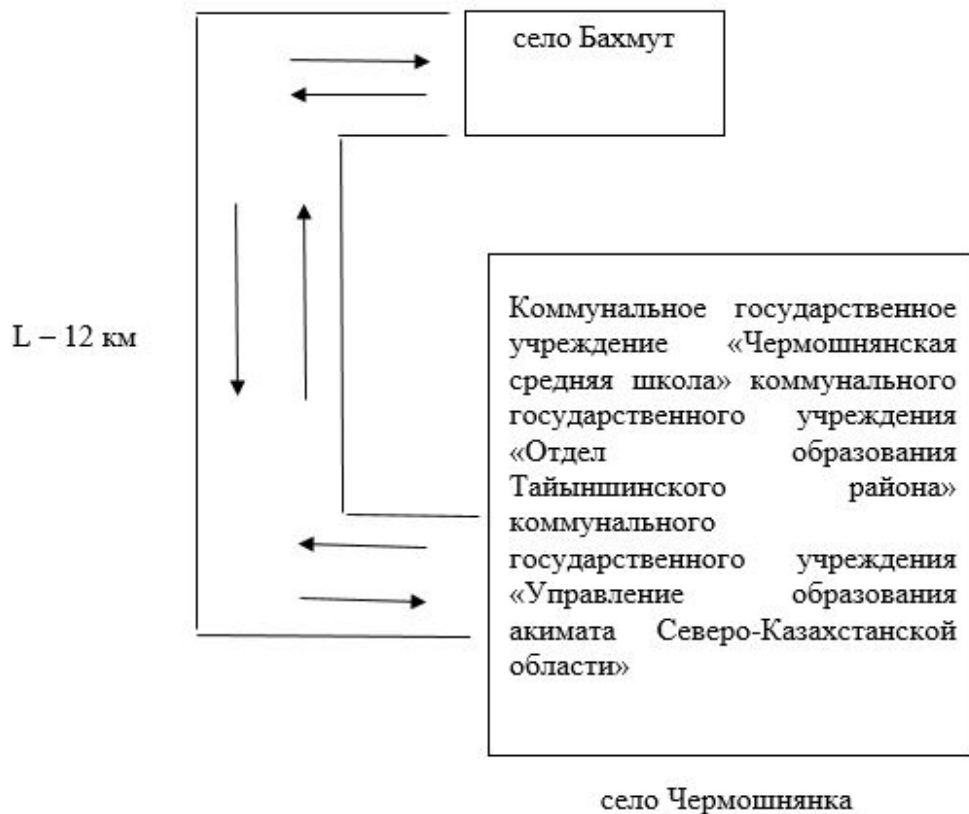 село Бахмут
L – 12 км
Коммунальное государственное
учреждение «Чермошнянская
средняя школа» коммунального
государственного учреждения
«Отдел образования
Тайыншинского района»
коммунального
государственного учреждения
«Управление образования
акимата Северо-Казахстанской
области»
село Чермошнянка